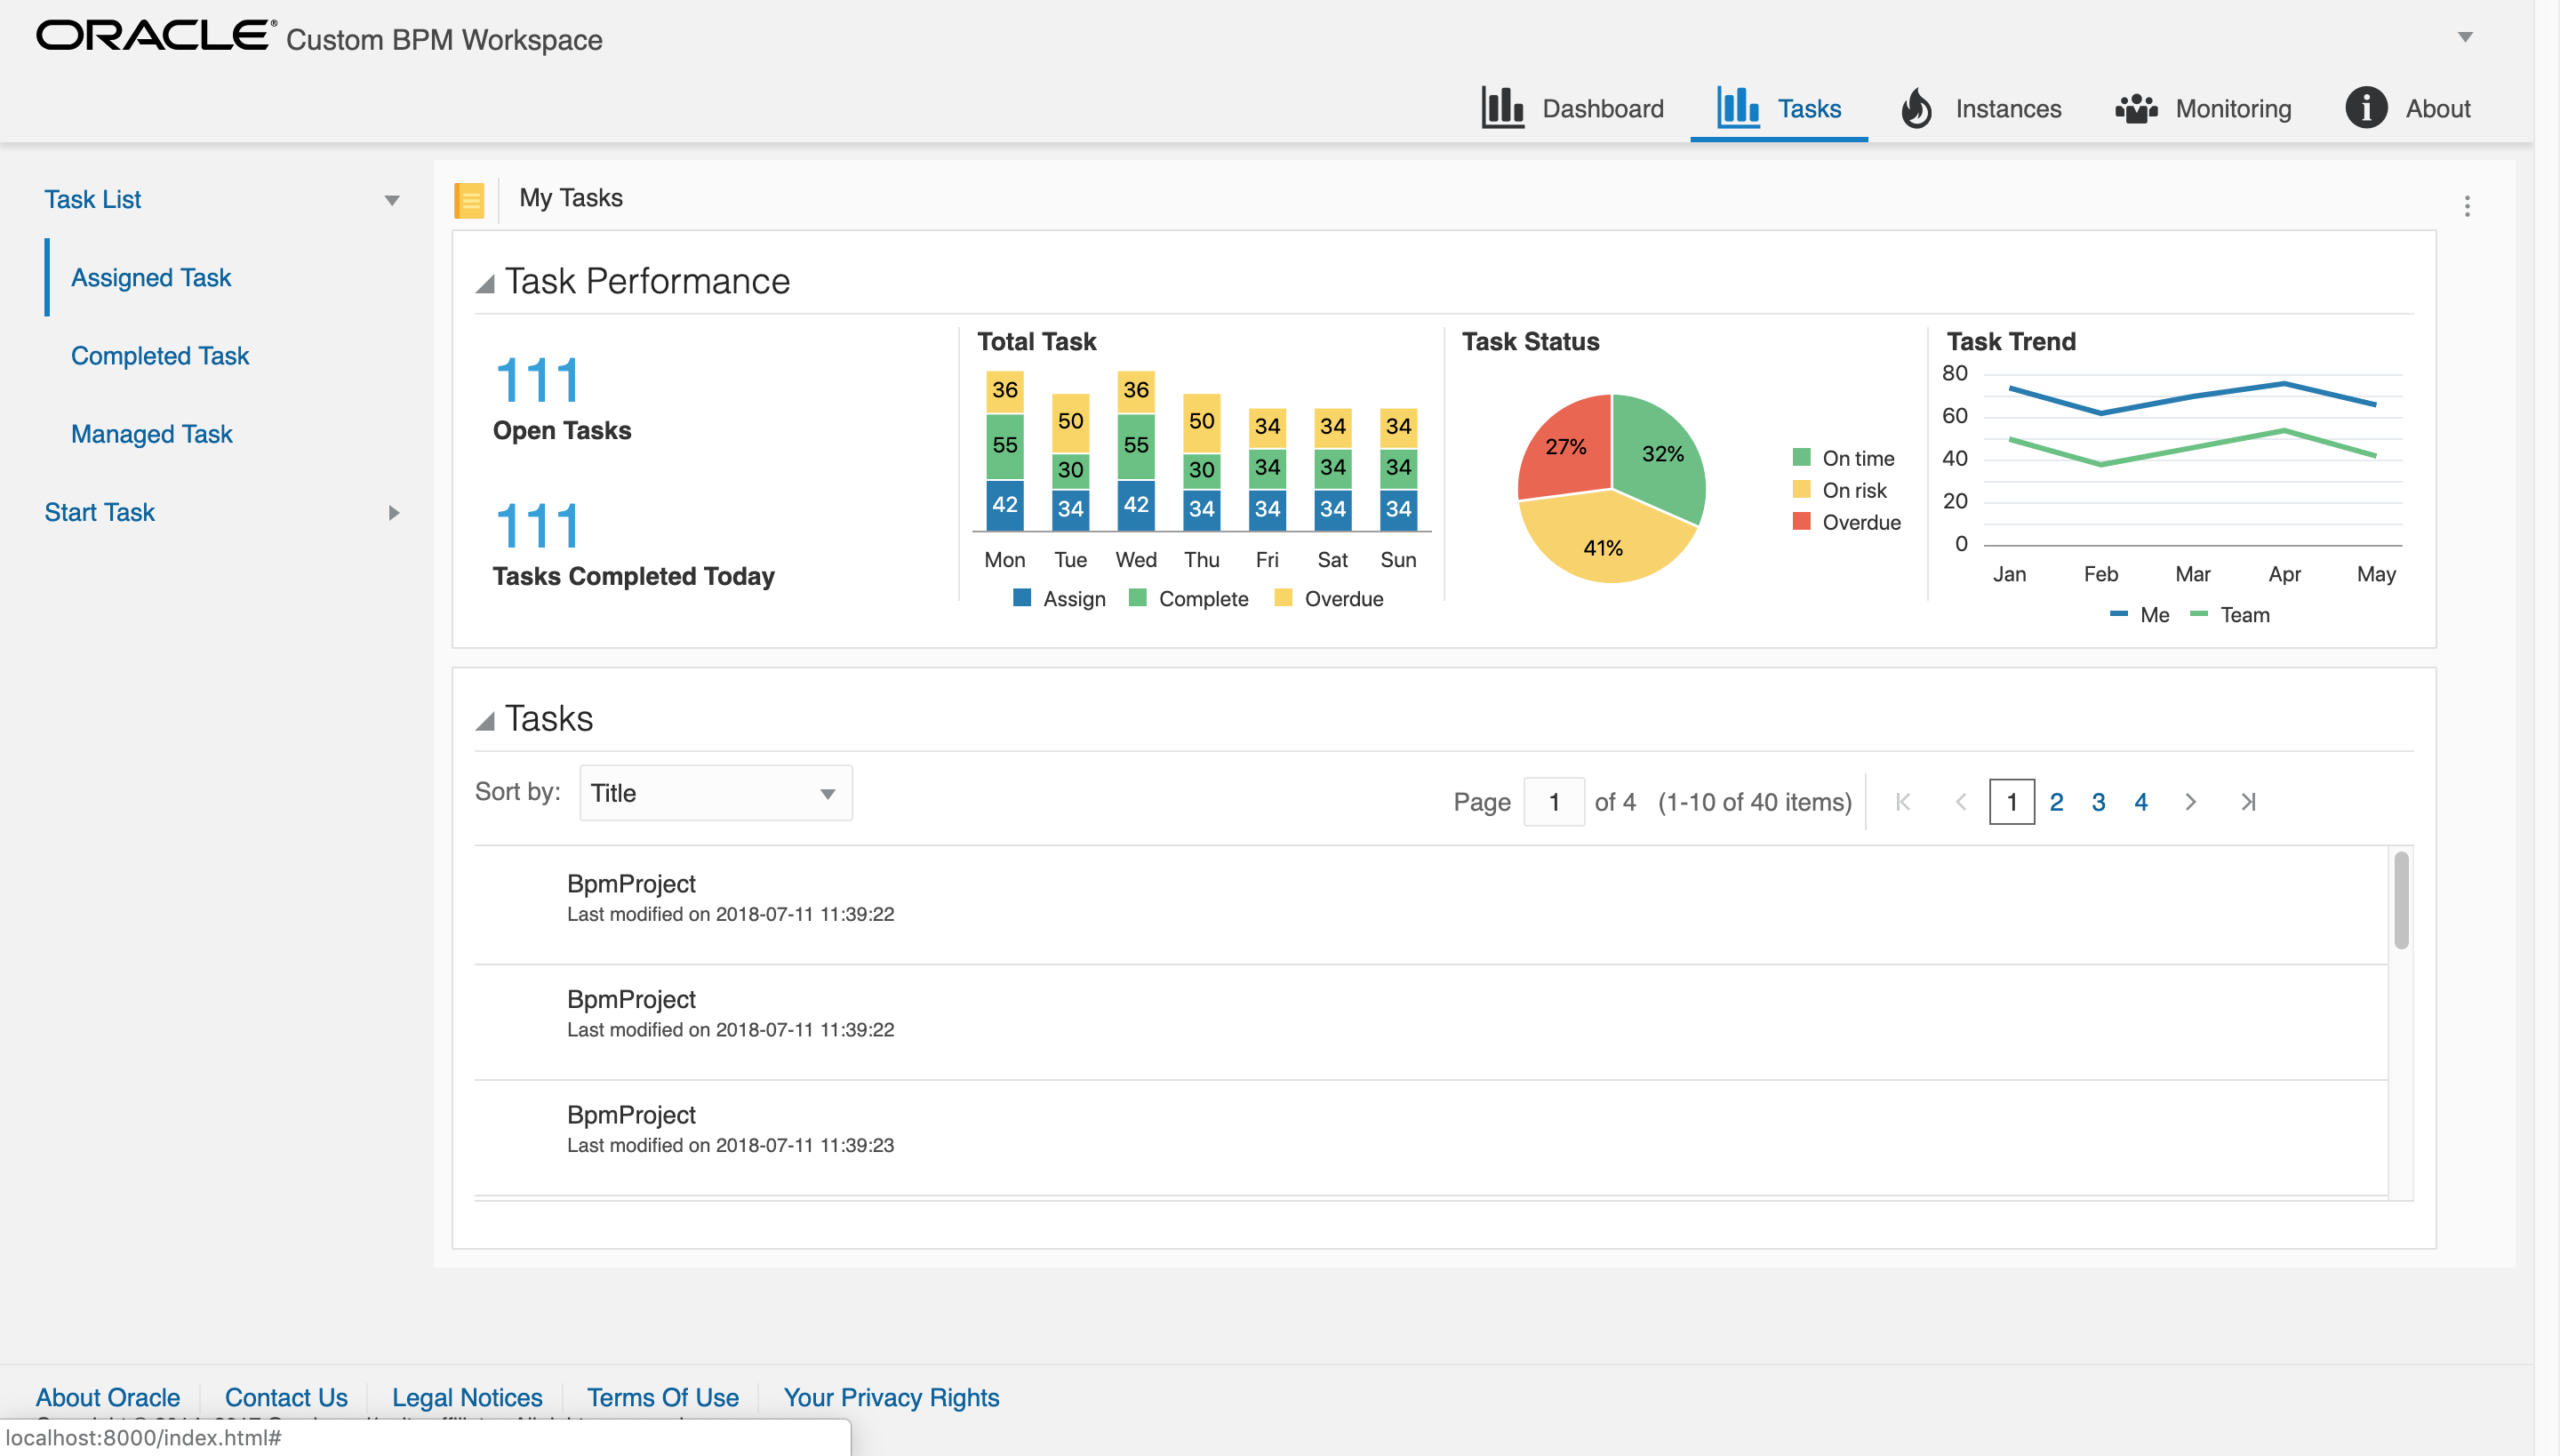 ORACLE® Custom BPM Workspace
Dashboard Tasks Instances Monitoring About
Task List
Assigned Task
Completed Task
Managed Task
Start Task
My Tasks
Task Performance
111
Open Tasks
111
Tasks Completed Today
Total Task
36 50 36 50 34 34 34
55 30 55 30 34 34 34
42 34 42 34 34 34 34
Mon Tue Wed Thu Fri Sat Sun
Assign Complete Overdue
Task Status
27% 32%
41%
On time
On risk
Overdue
Task Trend
80
60
40
20
0
Jan Feb Mar Apr May
Me Team
Tasks
Sort by: Title
Page 1 of 4 (1-10 of 40 items) 1 2 3 4
BpmProject
Last modified on 2018-07-11 11:39:22
BpmProject
Last modified on 2018-07-11 11:39:22
BpmProject
Last modified on 2018-07-11 11:39:23
About Oracle Contact Us Legal Notices Terms Of Use Your Privacy Rights
localhost:8000/index.html#